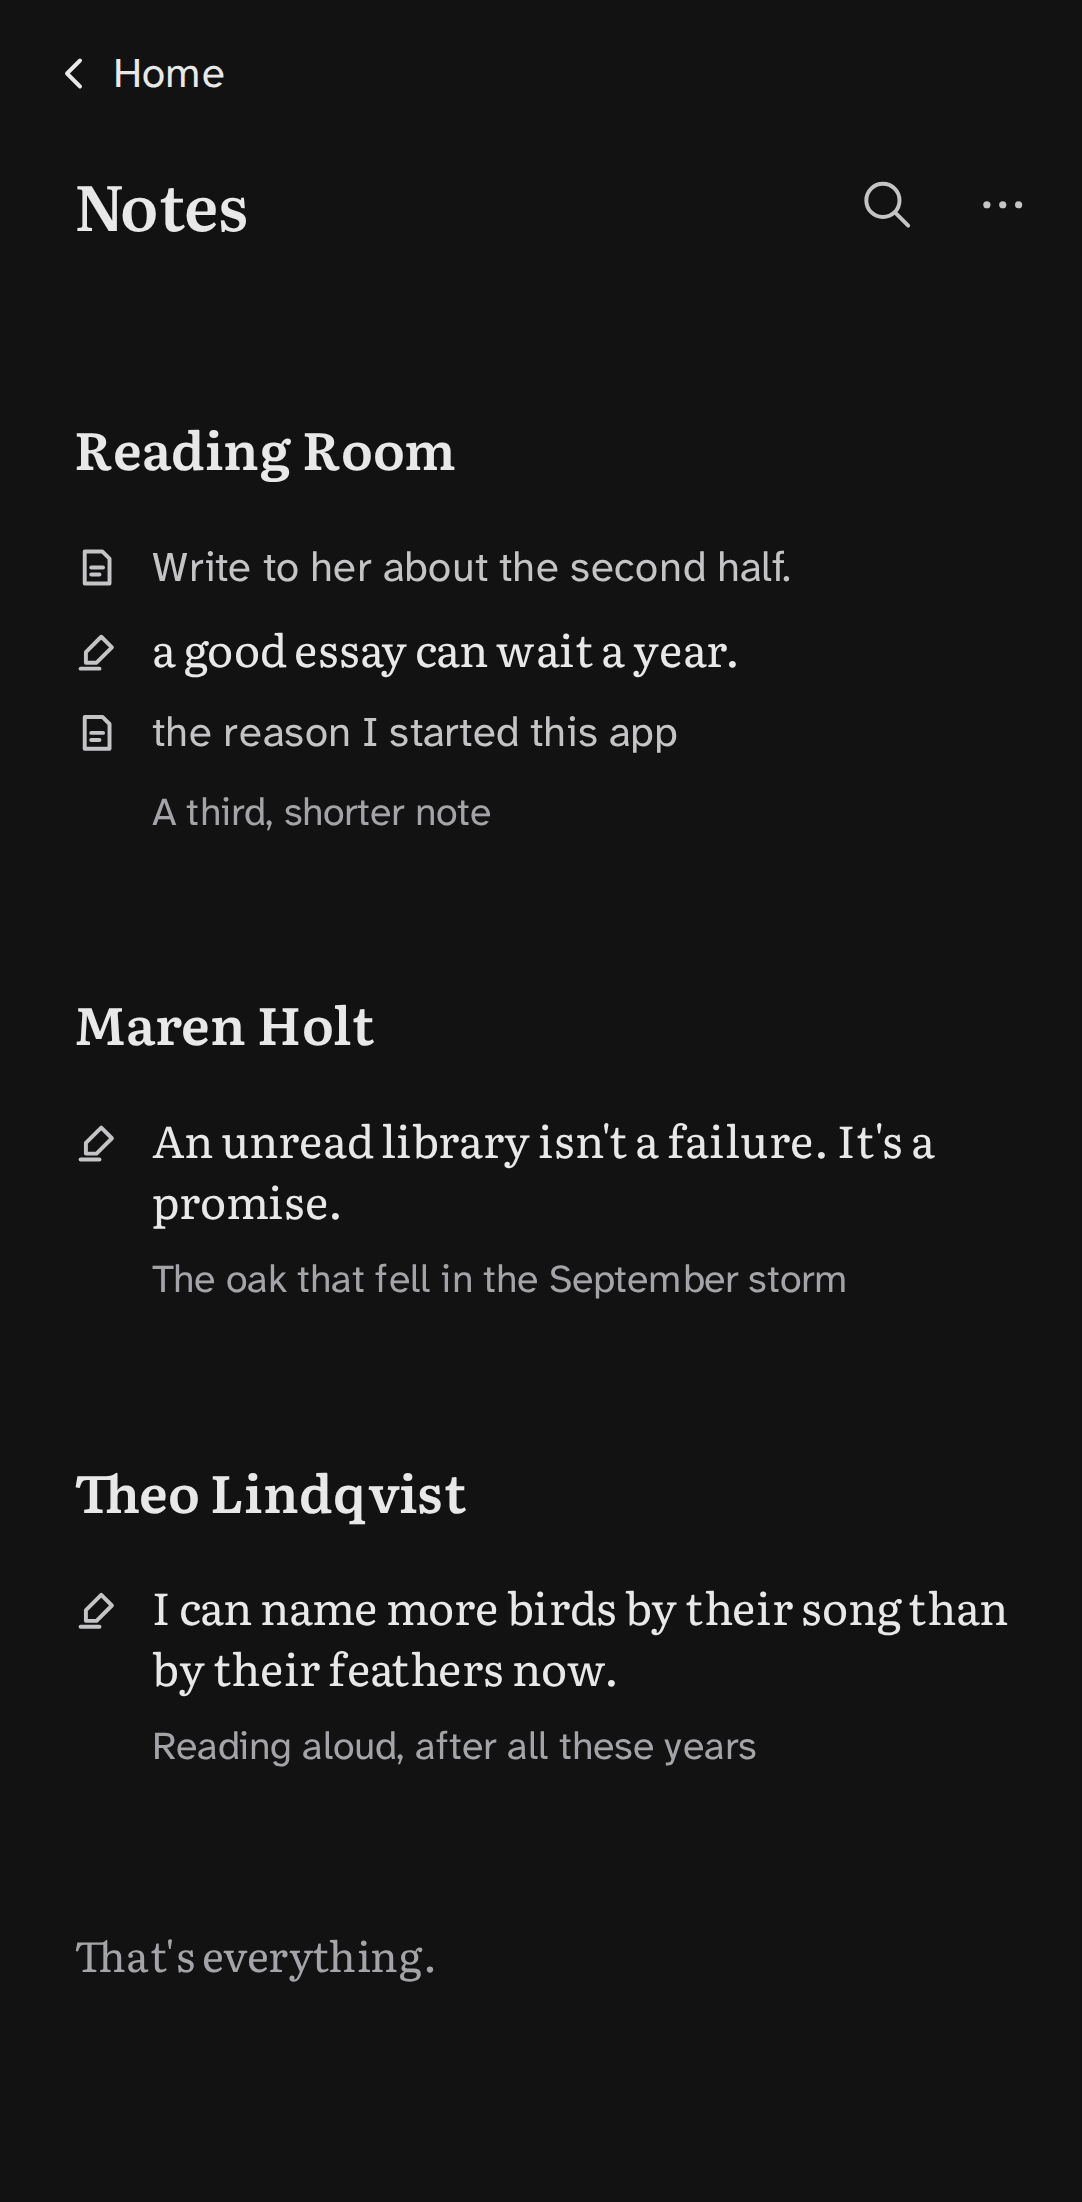 Home
Notes
Reading Room
Write to her about the second half.
a good essay can wait a year.
the reason I started this app
A third, shorter note
Maren Holt
An unread library isn't a failure. It's a
promise.
The oak that fell in the September storm
Theo Lindqvist
I can name more birds by their song than
by their feathers now.
Reading aloud, after all these years
That's everything.